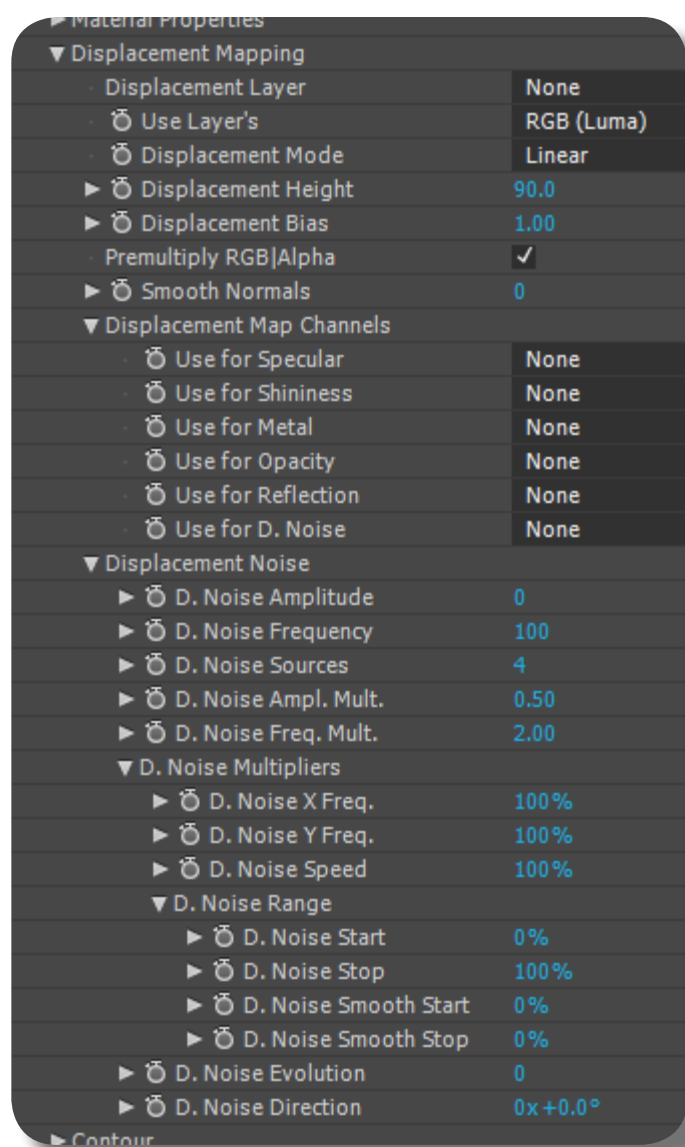 Material Properties
Displacement Mapping
Displacement Layer None
Use Layer's RGB (Luma)
Displacement Mode Linear
Displacement Height 90.0
Displacement Bias 1.00
Premultiply RGB|Alpha
Smooth Normals 0
Displacement Map Channels
Use for Specular None
Use for Shininess None
Use for Metal None
Use for Opacity None
Use for Reflection None
Use for D. Noise None
Displacement Noise
D. Noise Amplitude 0
D. Noise Frequency 100
D. Noise Sources 4
D. Noise Ampl. Mult. 0.50
D. Noise Freq. Mult. 2.00
D. Noise Multipliers
D. Noise X Freq. 100%
D. Noise Y Freq. 100%
D. Noise Speed 100%
D. Noise Range
D. Noise Start 0%
D. Noise Stop 100%
D. Noise Smooth Start 0%
D. Noise Smooth Stop 0%
D. Noise Evolution 0
D. Noise Direction 0x+0.0°
Contour